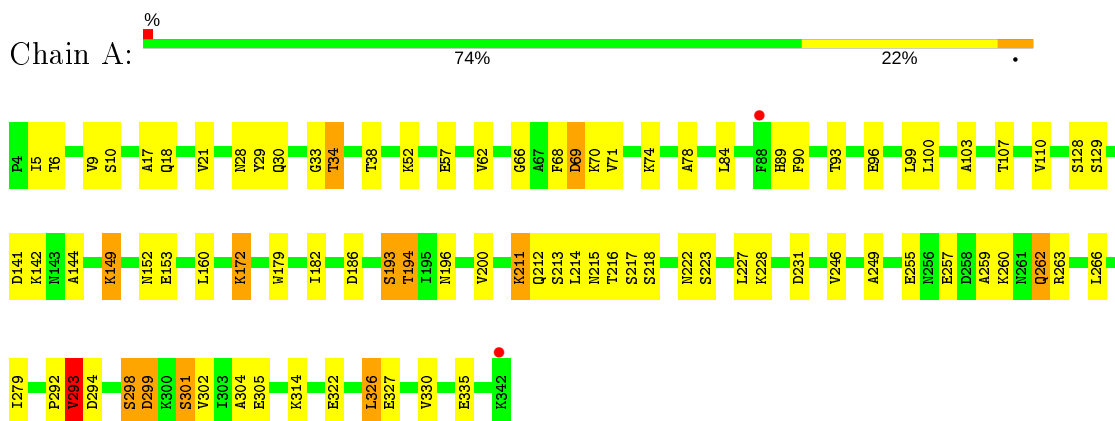 %
Chain A:
74% 22% •
P4 I5 T6 V9 S10 A17 Q18 V21 N28 Y29 Q30 G33 T34 T38 K52 E57 V62 G66 A67 F68 D69 K70 V71 K74 A78 L84 F88 H89 F90 T93 E96 L99 L100 A103 T107 V110 S128 S129
D141 K142 N143 A144 K149 N152 E153 L160 K172 W179 I182 D186 S193 T194 I195 N196 V200 K211 Q212 S213 L214 N215 T216 S217 S218 N222 S223 L227 K228 D231 V246 A249 E255 N256 E257 D258 A259 K260 N261 Q262 R263 L266
I279 P292 V293 D294 S298 D299 K300 S301 V302 I303 A304 E305 K314 E322 L326 E327 V330 E335 K342